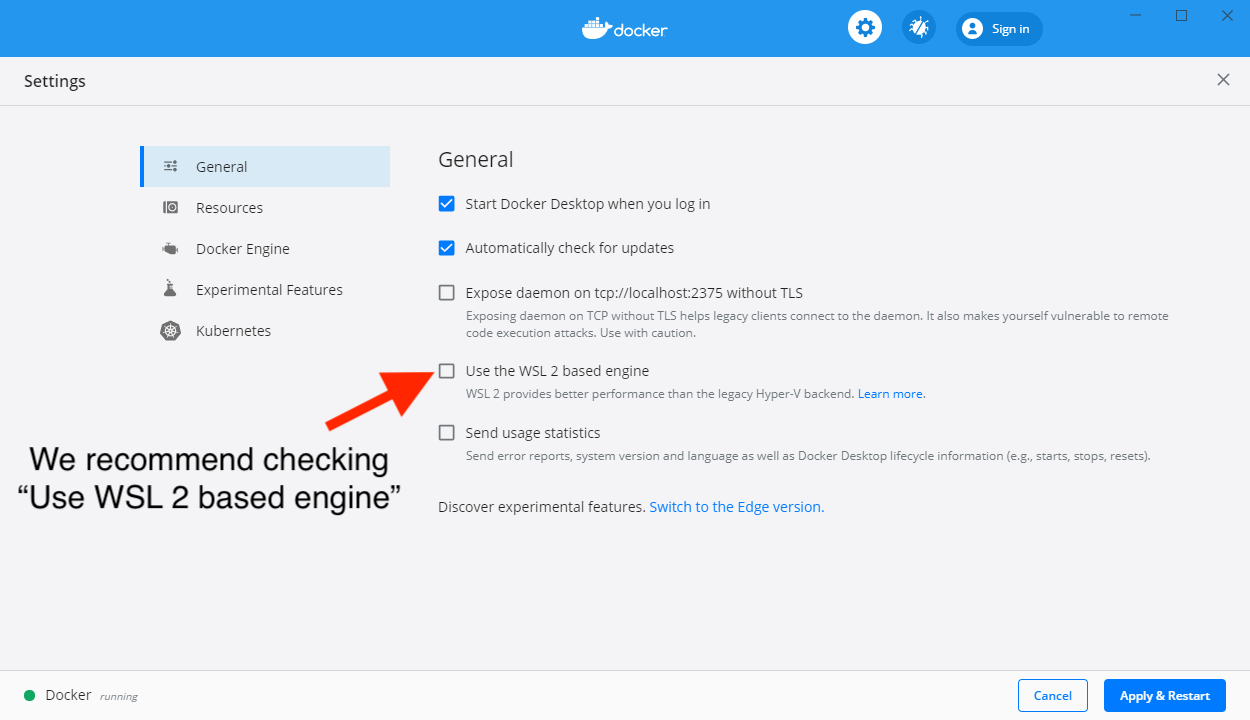 docker
Sign in
Settings
General
Resources
Docker Engine
Experimental Features
Kubernetes
General
Start Docker Desktop when you log in
Automatically check for updates
Expose daemon on tcp://localhost:2375 without TLS
Exposing daemon on TCP without TLS helps legacy clients connect to the daemon. It also makes yourself vulnerable to remote
code execution attacks. Use with caution.
Use the WSL 2 based engine
WSL 2 provides better performance than the legacy Hyper-V backend. Learn more.
Send usage statistics
Send error reports, system version and language as well as Docker Desktop lifecycle information (e.g., starts, stops, resets).
Discover experimental features. Switch to the Edge version.
We recommend checking
“Use WSL 2 based engine”
Docker running
Cancel
Apply & Restart